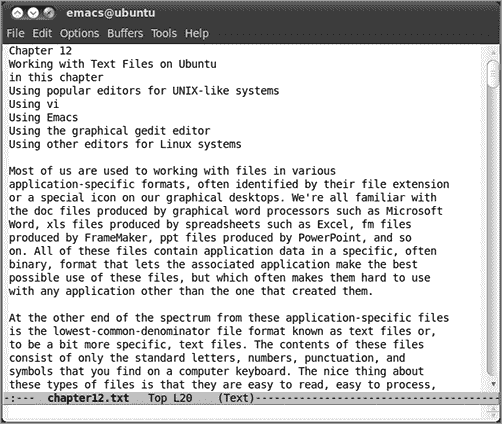 emacs@ubuntu
File Edit Options Buffers Tools Help
Chapter 12
Working with Text Files on Ubuntu
in this chapter
Using popular editors for UNIX-like systems
Using vi
Using Emacs
Using the graphical gedit editor
Using other editors for Linux systems
Most of us are used to working with files in various
application-specific formats, often identified by their file extension
or a special icon on our graphical desktops. We're all familiar with
the doc files produced by graphical word processors such as Microsoft
Word, xls files produced by spreadsheets such as Excel, fm files
produced by FrameMaker, ppt files produced by PowerPoint, and so
on. All of these files contain application data in a specific, often
binary, format that lets the associated application make the best
possible use of these files, but which often makes them hard to use
with any application other than the one that created them.
At the other end of the spectrum from these application-specific files
is the lowest-common-denominator file format known as text files or,
to be a bit more specific, text files. The contents of these files
consist of only the standard letters, numbers, punctuation, and
symbols that you find on a computer keyboard. The nice thing about
these types of files is that they are easy to read, easy to process,
-:--- chapter12.txt Top L20 (Text)-----------------------------------